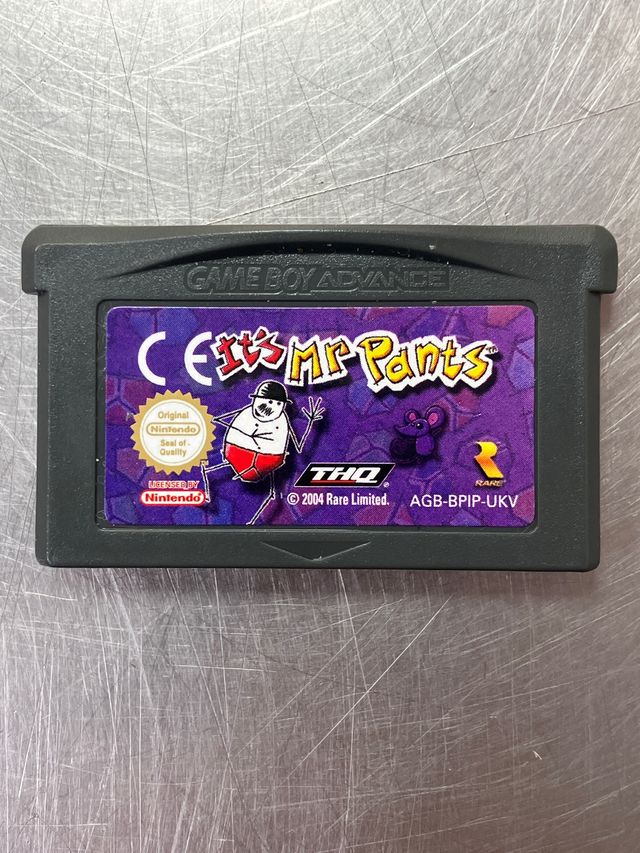 GAME BOY ADVANCE
CE It's Mr Pants™
Original
Nintendo
Seal of
Quality
LICENSED BY
Nintendo®
THQ®
© 2004 Rare Limited.
RARE
AGB-BPIP-UKV